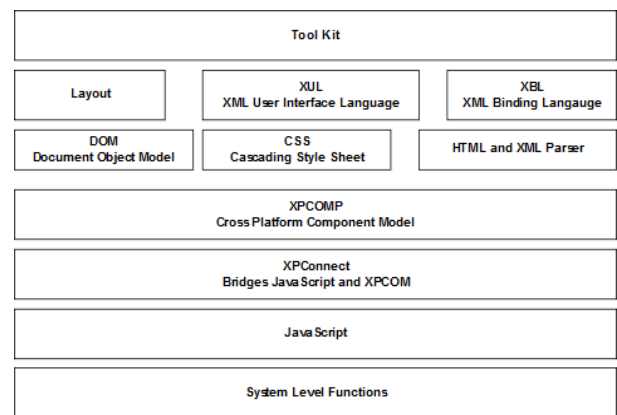 Tool Kit
Layout
XUL
XML User Interface Language
XBL
XML Binding Langauge
DOM
Document Object Model
CSS
Cascading Style Sheet
HTML and XML Parser
XPCOMP
Cross Platform Component Model
XPConnect
Bridges JavaScript and XPCOM
JavaScript
System Level Functions